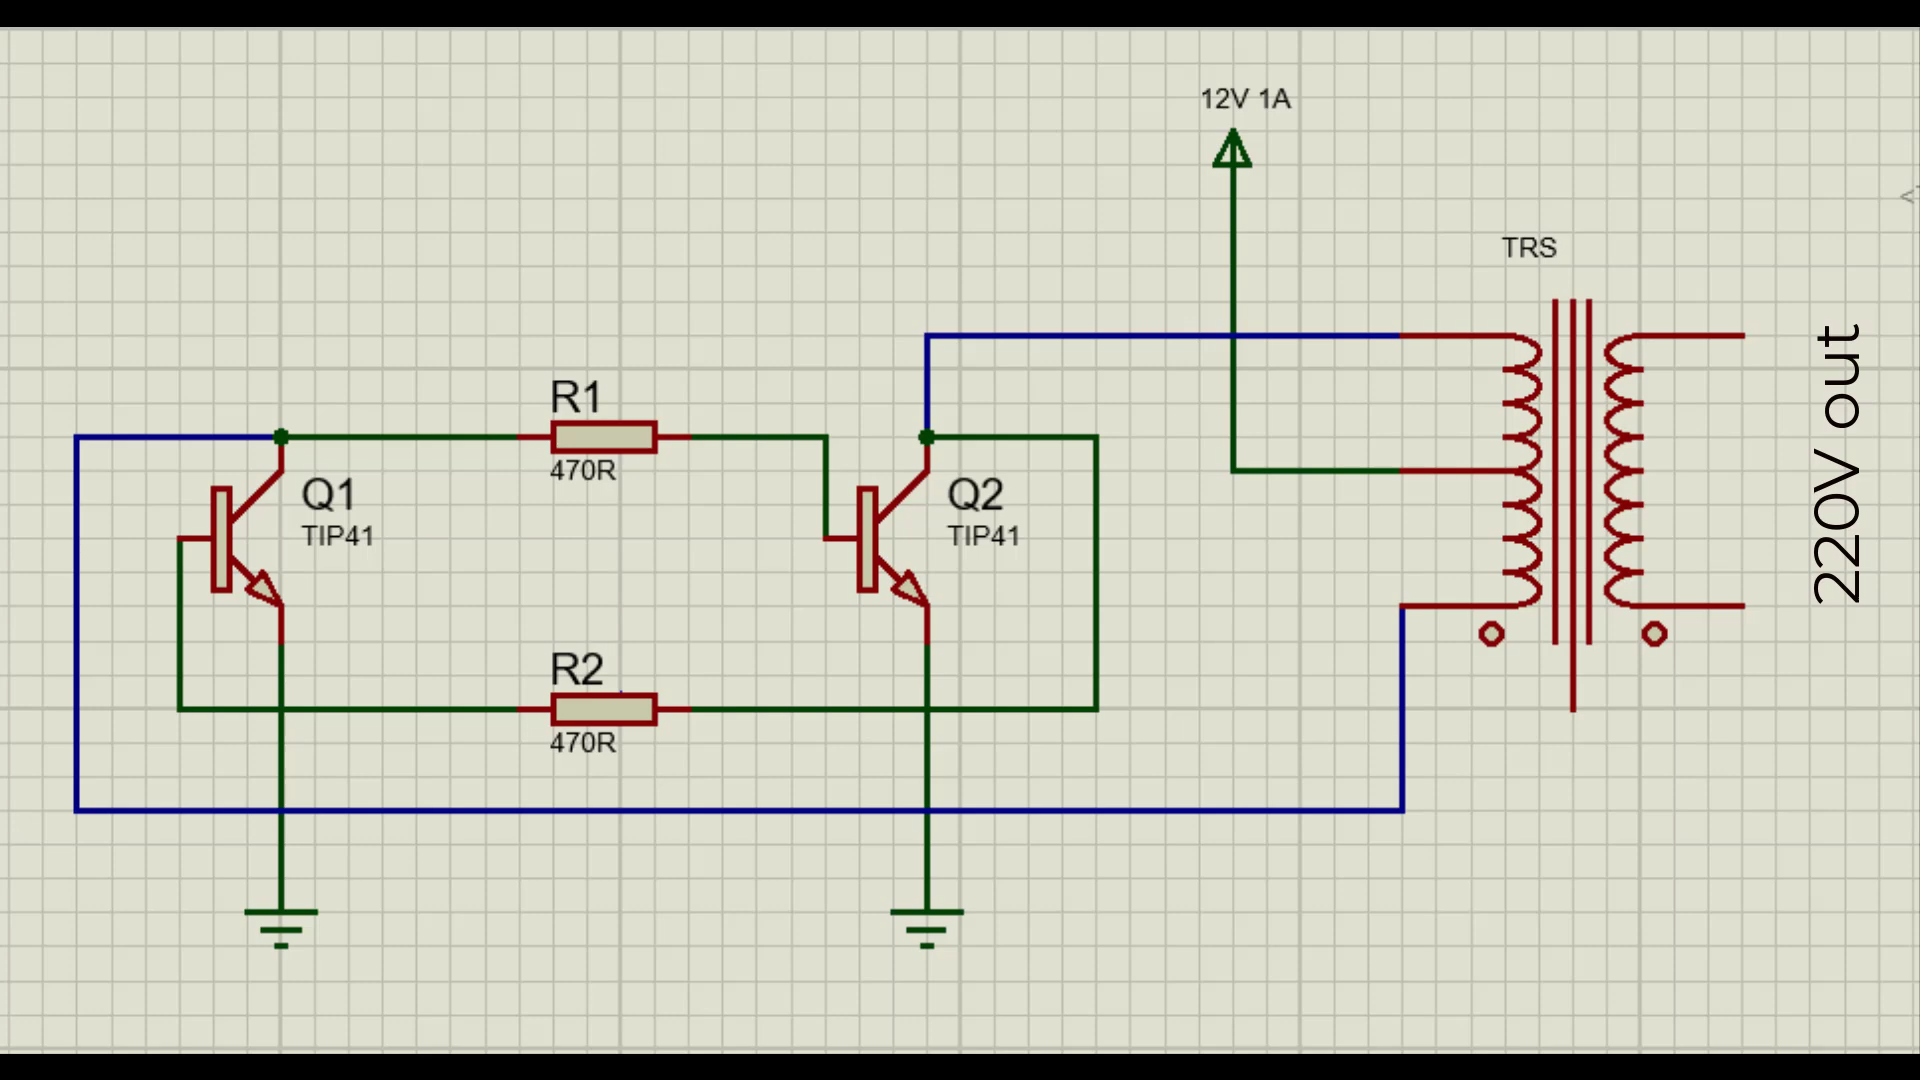 12V 1A
TRS
R1
470R
Q1
TIP41
Q2
TIP41
R2
470R
220V out